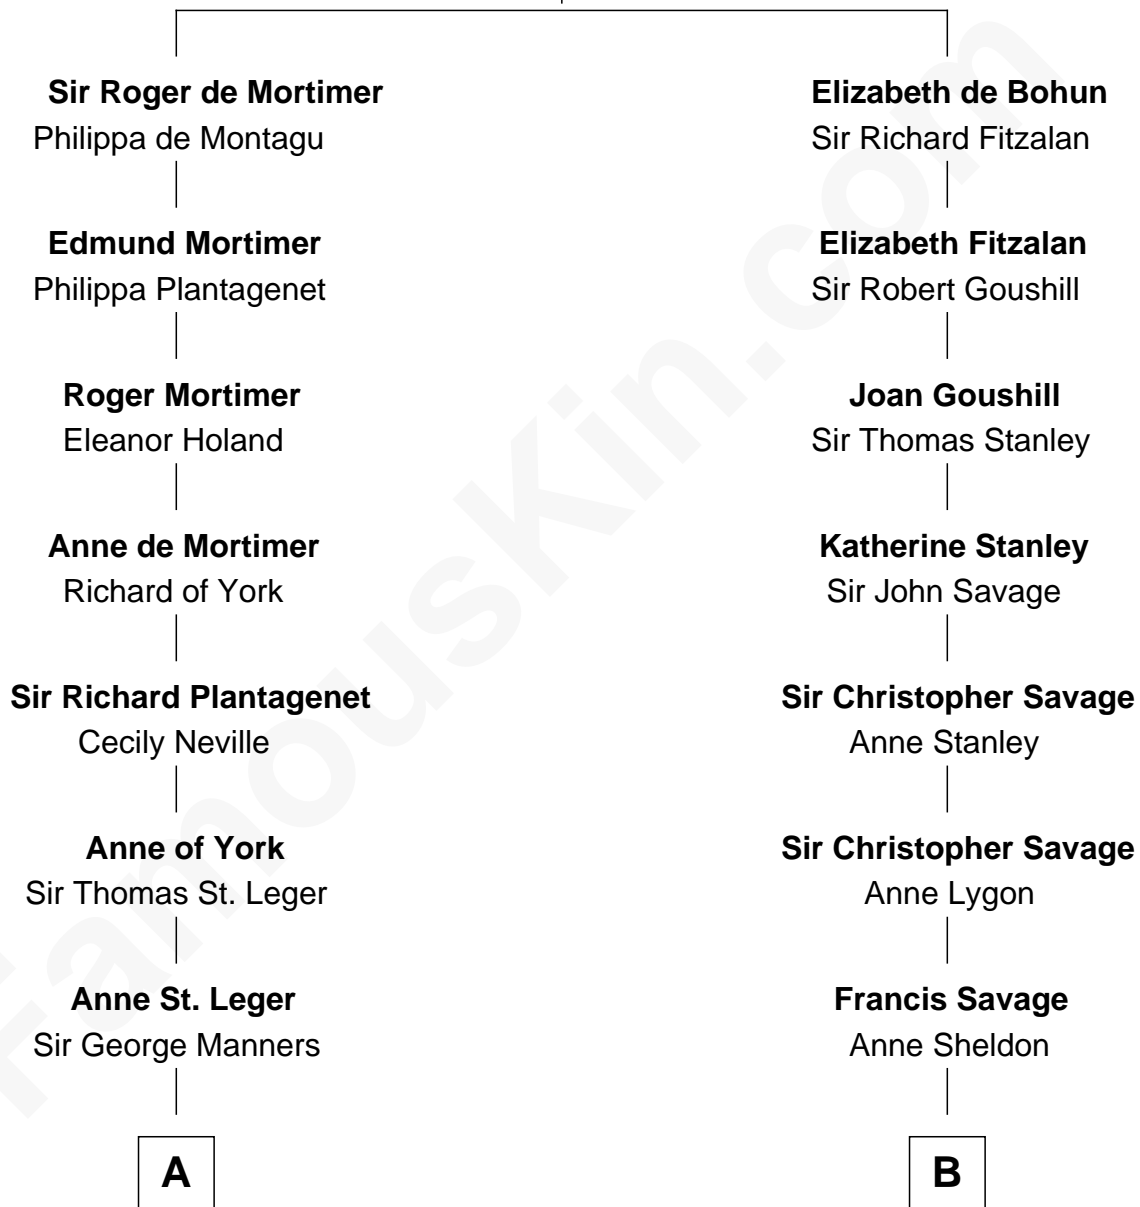 Sir Roger de Mortimer
Philippa de Montagu
Edmund Mortimer
Philippa Plantagenet
Roger Mortimer
Eleanor Holand
Anne de Mortimer
Richard of York
Sir Richard Plantagenet
Cecily Neville
Anne of York
Sir Thomas St. Leger
Anne St. Leger
Sir George Manners
A
Elizabeth de Bohun
Sir Richard Fitzalan
Elizabeth Fitzalan
Sir Robert Goushill
Joan Goushill
Sir Thomas Stanley
Katherine Stanley
Sir John Savage
Sir Christopher Savage
Anne Stanley
Sir Christopher Savage
Anne Lygon
Francis Savage
Anne Sheldon
B
FamousKin.com